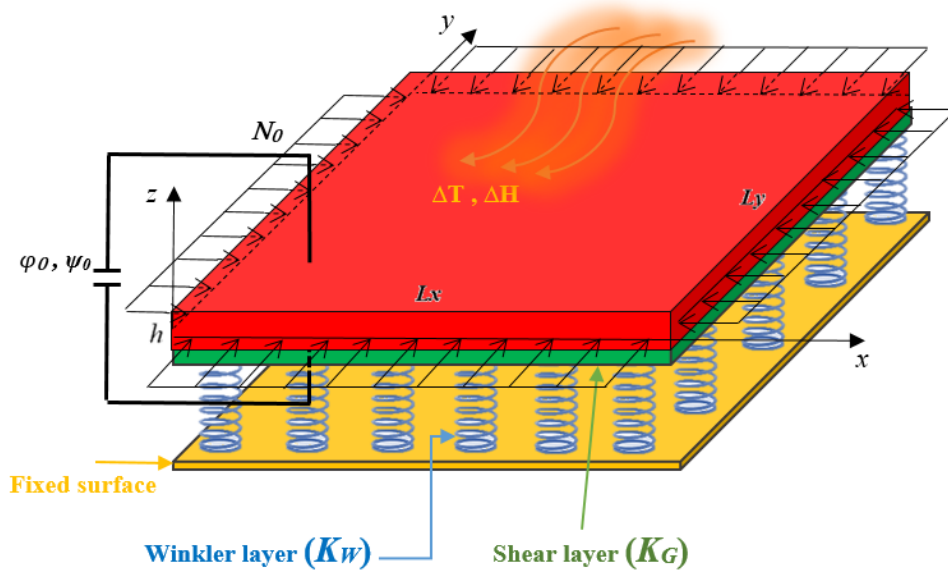 y
N0
z
ΔT , ΔH
Ly
φ0, ψ0
Lx
h
x
Fixed surface
Winkler layer (KW)
Shear layer (KG)